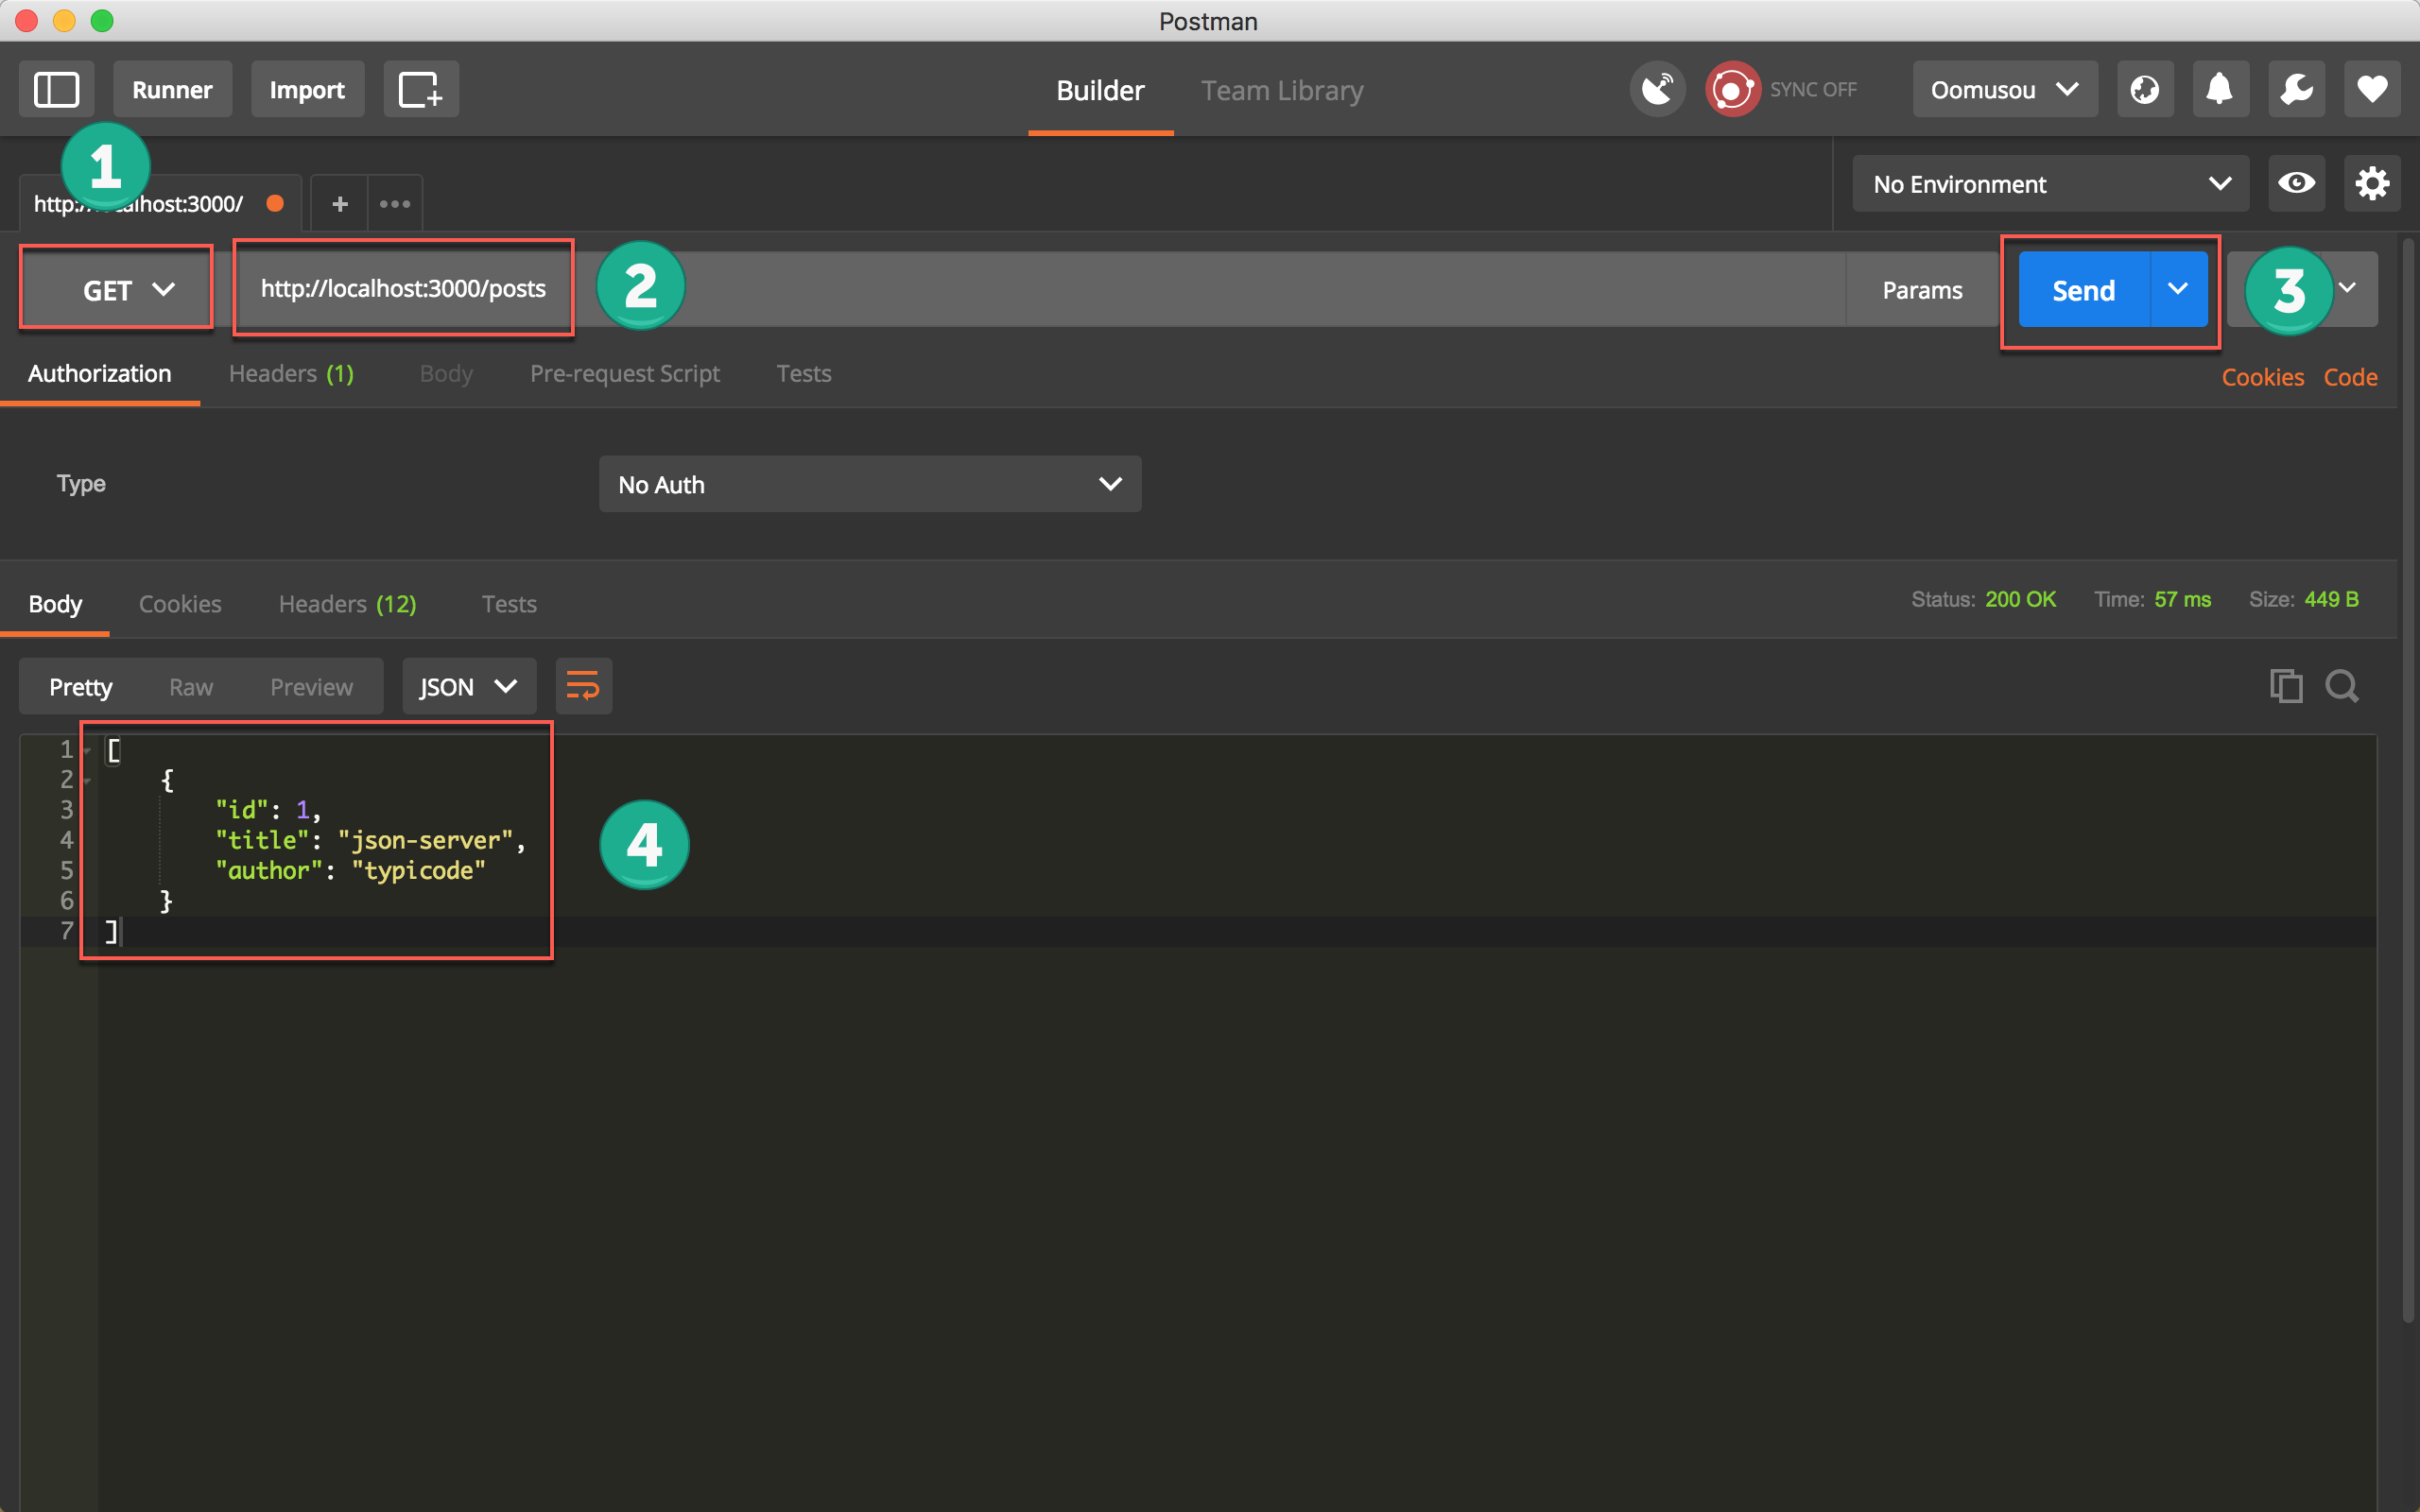 Postman
Runner Import Builder Team Library SYNC OFF Oomusou
1
http://localhost:3000/ + No Environment
GET http://localhost:3000/posts 2 Params Send 3
Authorization Headers (1) Body Pre-request Script Tests Cookies Code
Type No Auth
Body Cookies Headers (12) Tests Status: 200 OK Time: 57 ms Size: 449 B
Pretty Raw Preview JSON
1 [
2 {
3 "id": 1,
4 "title": "json-server",
5 "author": "typicode"
6 }
7 ]
4